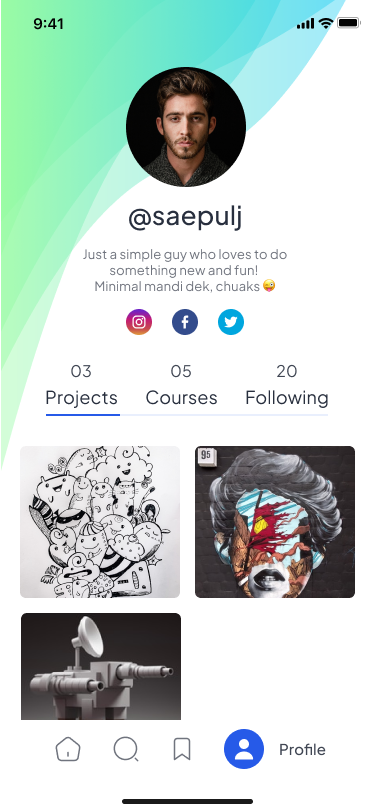 9:41
@saepulj
Just a simple guy who loves to do
something new and fun!
Minimal mandi dek, chuaks 😜
03 05 20
Projects Courses Following
95
Profile